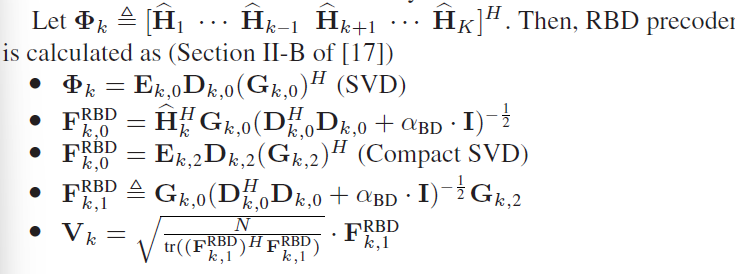 Let Φ_k ≜ [Ĥ_1 ⋯ Ĥ_{k−1} Ĥ_{k+1} ⋯ Ĥ_K]^H. Then, RBD precoder
is calculated as (Section II-B of [17])
• Φ_k = E_{k,0}D_{k,0}(G_{k,0})^H (SVD)
• F^{RBD}_{k,0} = Ĥ^H_k G_{k,0}(D^H_{k,0}D_{k,0} + α_{BD} · I)^{−1/2}
• F^{RBD}_{k,0} = E_{k,2}D_{k,2}(G_{k,2})^H (Compact SVD)
• F^{RBD}_{k,1} ≜ G_{k,0}(D^H_{k,0}D_{k,0} + α_{BD} · I)^{−1/2} G_{k,2}
• V_k = √(N / tr((F^{RBD}_{k,1})^H F^{RBD}_{k,1})) · F^{RBD}_{k,1}